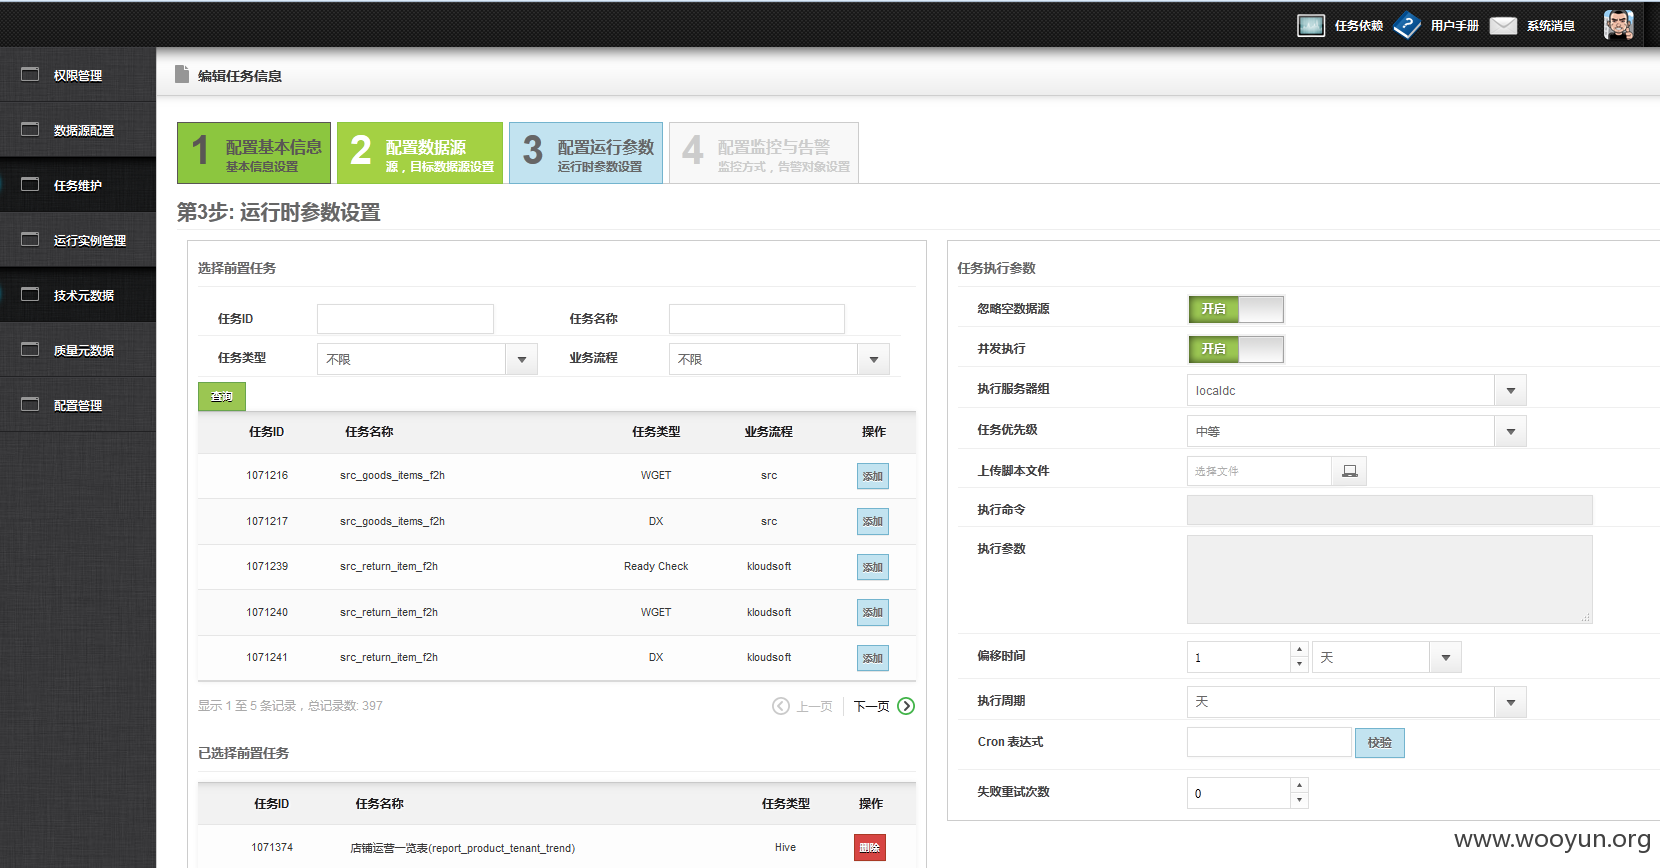 任务依赖 用户手册 系统消息
权限管理
数据源配置
任务维护
运行实例管理
技术元数据
质量元数据
配置管理
编辑任务信息
1 配置基本信息
基本信息设置
2 配置数据源
源，目标数据源设置
3 配置运行参数
运行时参数设置
4 配置监控与告警
监控方式，告警对象设置
第3步: 运行时参数设置
选择前置任务
任务ID 任务名称
任务类型 不限 业务流程 不限
查询
任务ID 任务名称 任务类型 业务流程 操作
1071216 src_goods_items_f2h WGET src 添加
1071217 src_goods_items_f2h DX src 添加
1071239 src_return_item_f2h Ready Check kloudsoft 添加
1071240 src_return_item_f2h WGET kloudsoft 添加
1071241 src_return_item_f2h DX kloudsoft 添加
显示 1 至 5 条记录，总记录数: 397 上一页 下一页
已选择前置任务
任务ID 任务名称 任务类型 操作
1071374 店铺运营一览表(report_product_tenant_trend) Hive 删除
任务执行参数
忽略空数据源 开启
并发执行 开启
执行服务器组 localdc
任务优先级 中等
上传脚本文件 选择文件
执行命令
执行参数
偏移时间 1 天
执行周期 天
Cron 表达式 校验
失败重试次数 0
www.wooyun.org